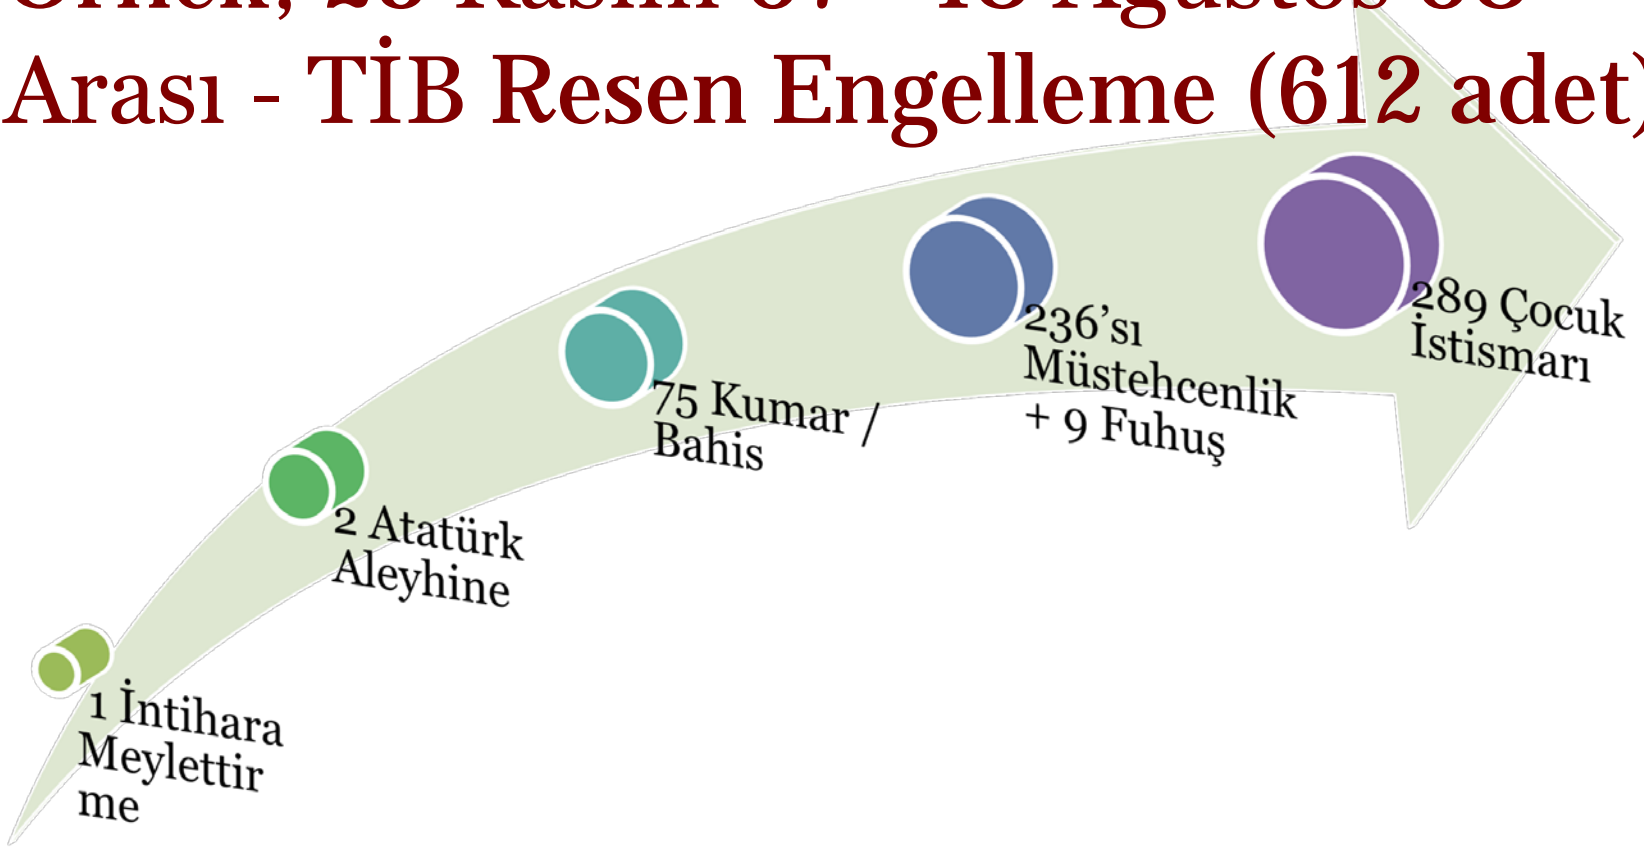 Arası - TİB Resen Engelleme (612 adet)
289 Çocuk
İstismarı
236’sı
Müstehcenlik
+ 9 Fuhuş
75 Kumar /
Bahis
2 Atatürk
Aleyhine
1 İntihara
Meylettir
me